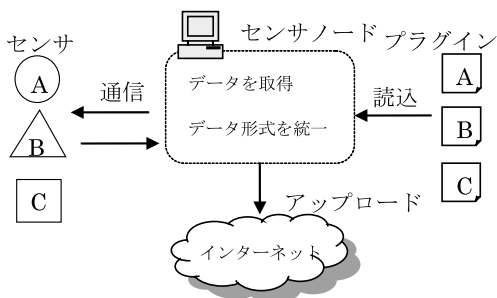 センサ
センサノード
プラグイン
A
B
C
通信
データを取得
データ形式を統一
読込
A
B
C
アップロード
インターネット